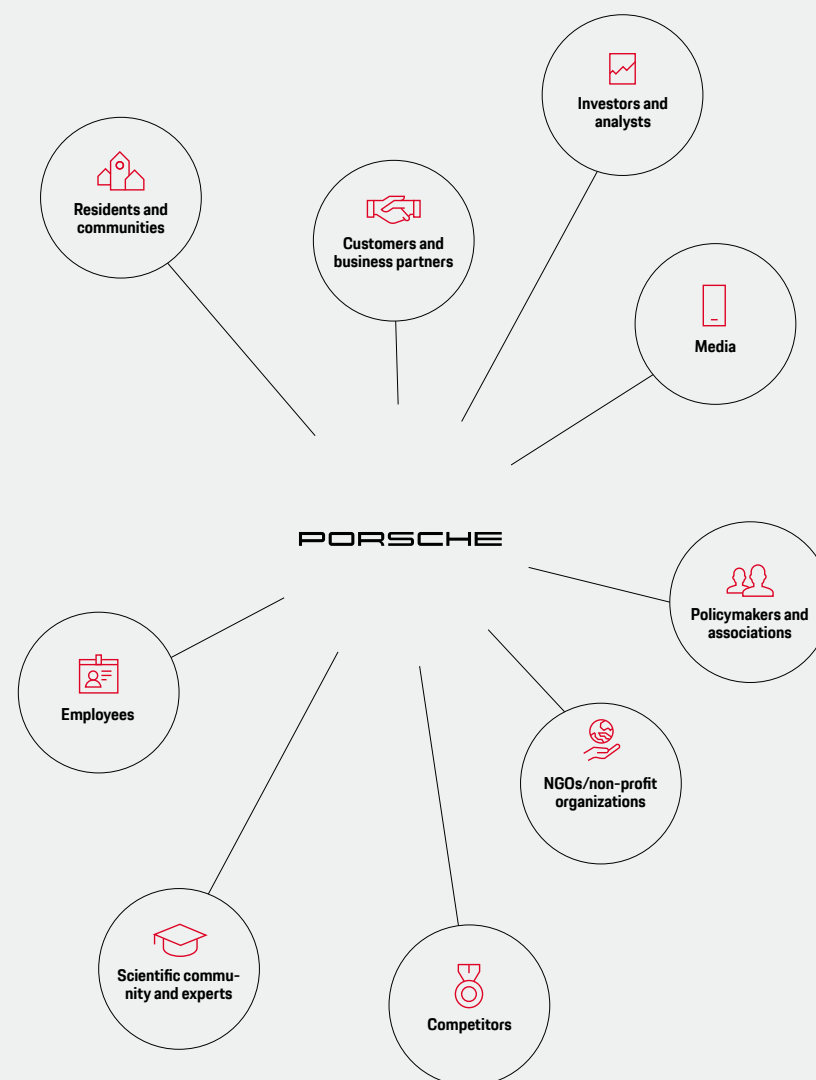 Investors and
analysts
Residents and
communities
Customers and
business partners
Media
PORSCHE
Policymakers and
associations
Employees
NGOs/non-profit
organizations
Scientific commu-
nity and experts
Competitors